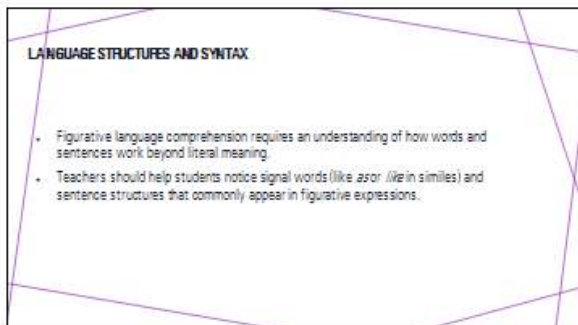 LANGUAGE STRUCTURES AND SYNTAX
• Figurative language comprehension requires an understanding of how words and
sentences work beyond literal meaning.
• Teachers should help students notice signal words (like as or like in similes) and
sentence structures that commonly appear in figurative expressions.